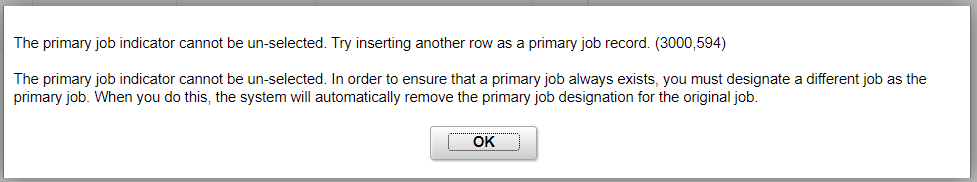 The primary job indicator cannot be un-selected. Try inserting another row as a primary job record. (3000,594)
The primary job indicator cannot be un-selected. In order to ensure that a primary job always exists, you must designate a different job as the
primary job. When you do this, the system will automatically remove the primary job designation for the original job.
OK